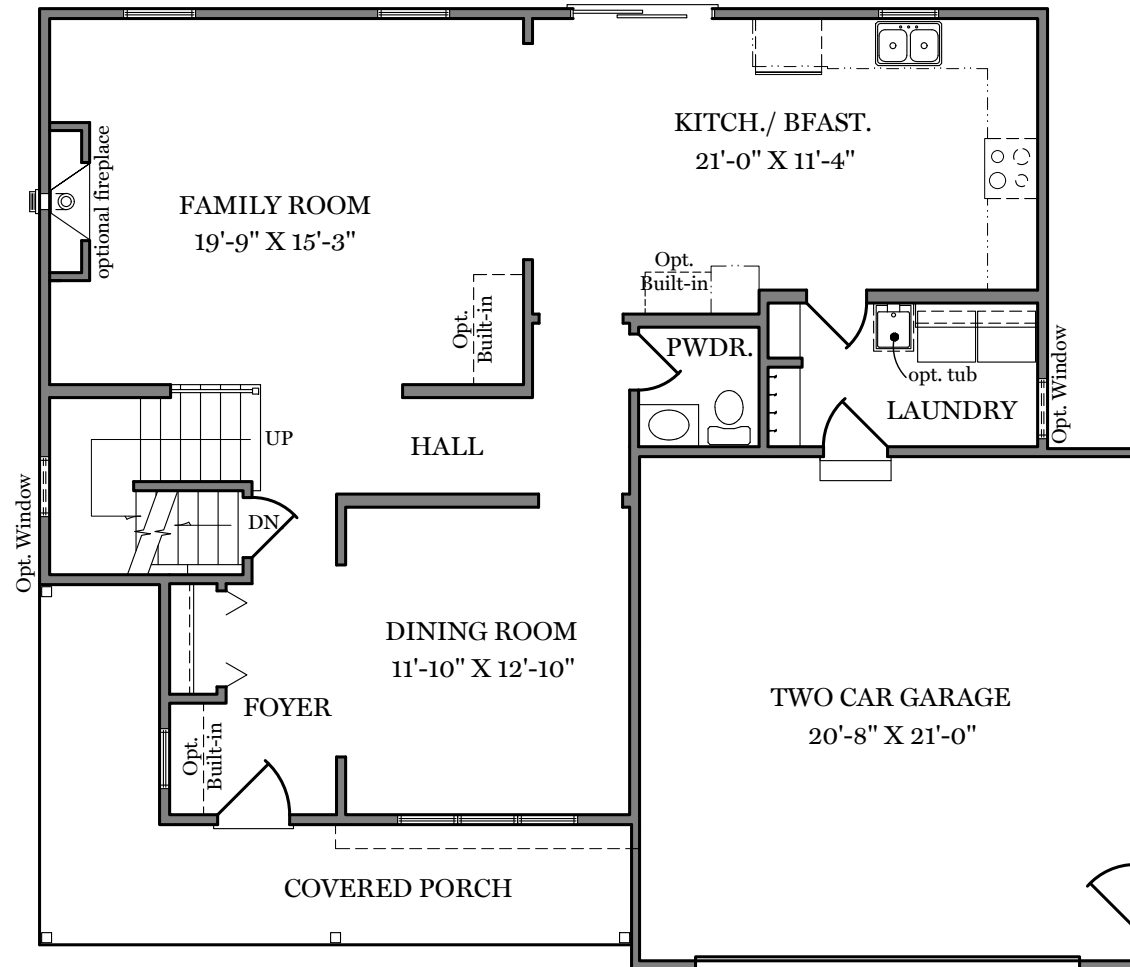 KITCH./ BFAST.
21'-0" X 11'-4"
optional fireplace
FAMILY ROOM
19'-9" X 15'-3"
Opt.
Built-in
Opt.
Built-in
PWDR.
opt. tub
LAUNDRY
Opt. Window
UP
HALL
DN
Opt. Window
DINING ROOM
11'-10" X 12'-10"
FOYER
Opt.
Built-in
TWO CAR GARAGE
20'-8" X 21'-0"
COVERED PORCH